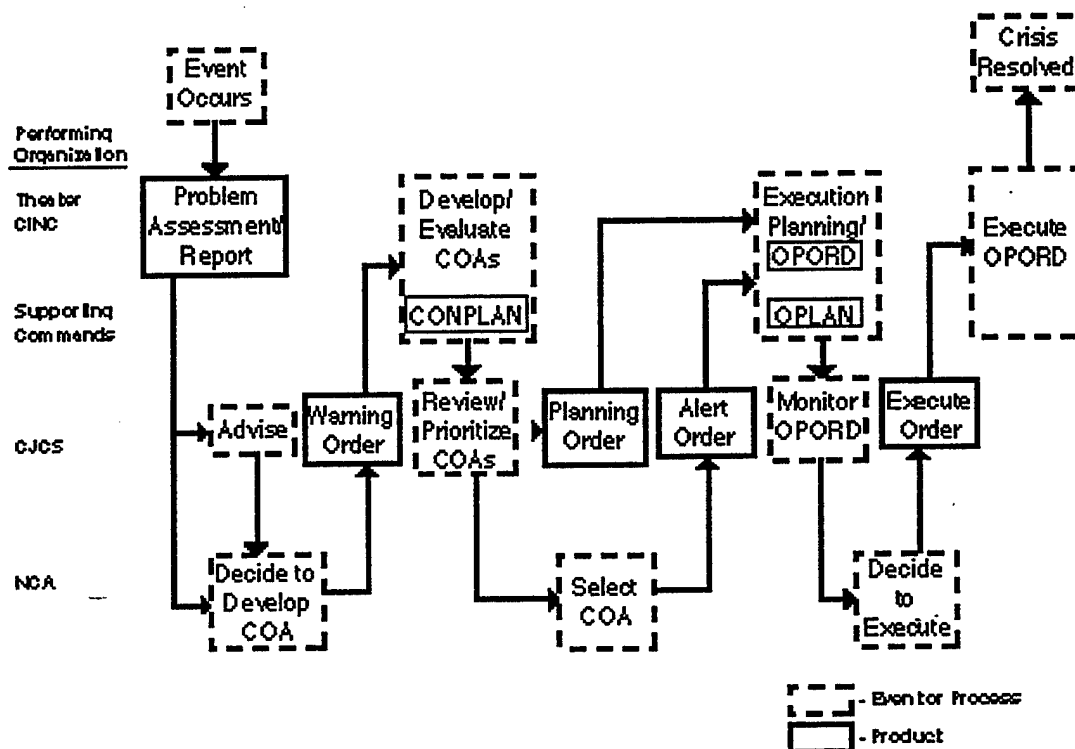 Event
Occurs
Crisis
Resolved
Performing
Organization
Theater
CINC
Problem
Assessment/
Report
Develop/
Evaluate
COAs
CONPLAN
Execution
Planning/
OPORD
OPLAN
Execute
OPORD
Supporting
Commands
CJCS
Advise
Warning
Order
Review/
Prioritize
COAs
Planning
Order
Alert
Order
Monitor
OPORD
Execute
Order
NCA
Decide to
Develop
COA
Select
COA
Decide
to
Execute
- Event or Process
- Product